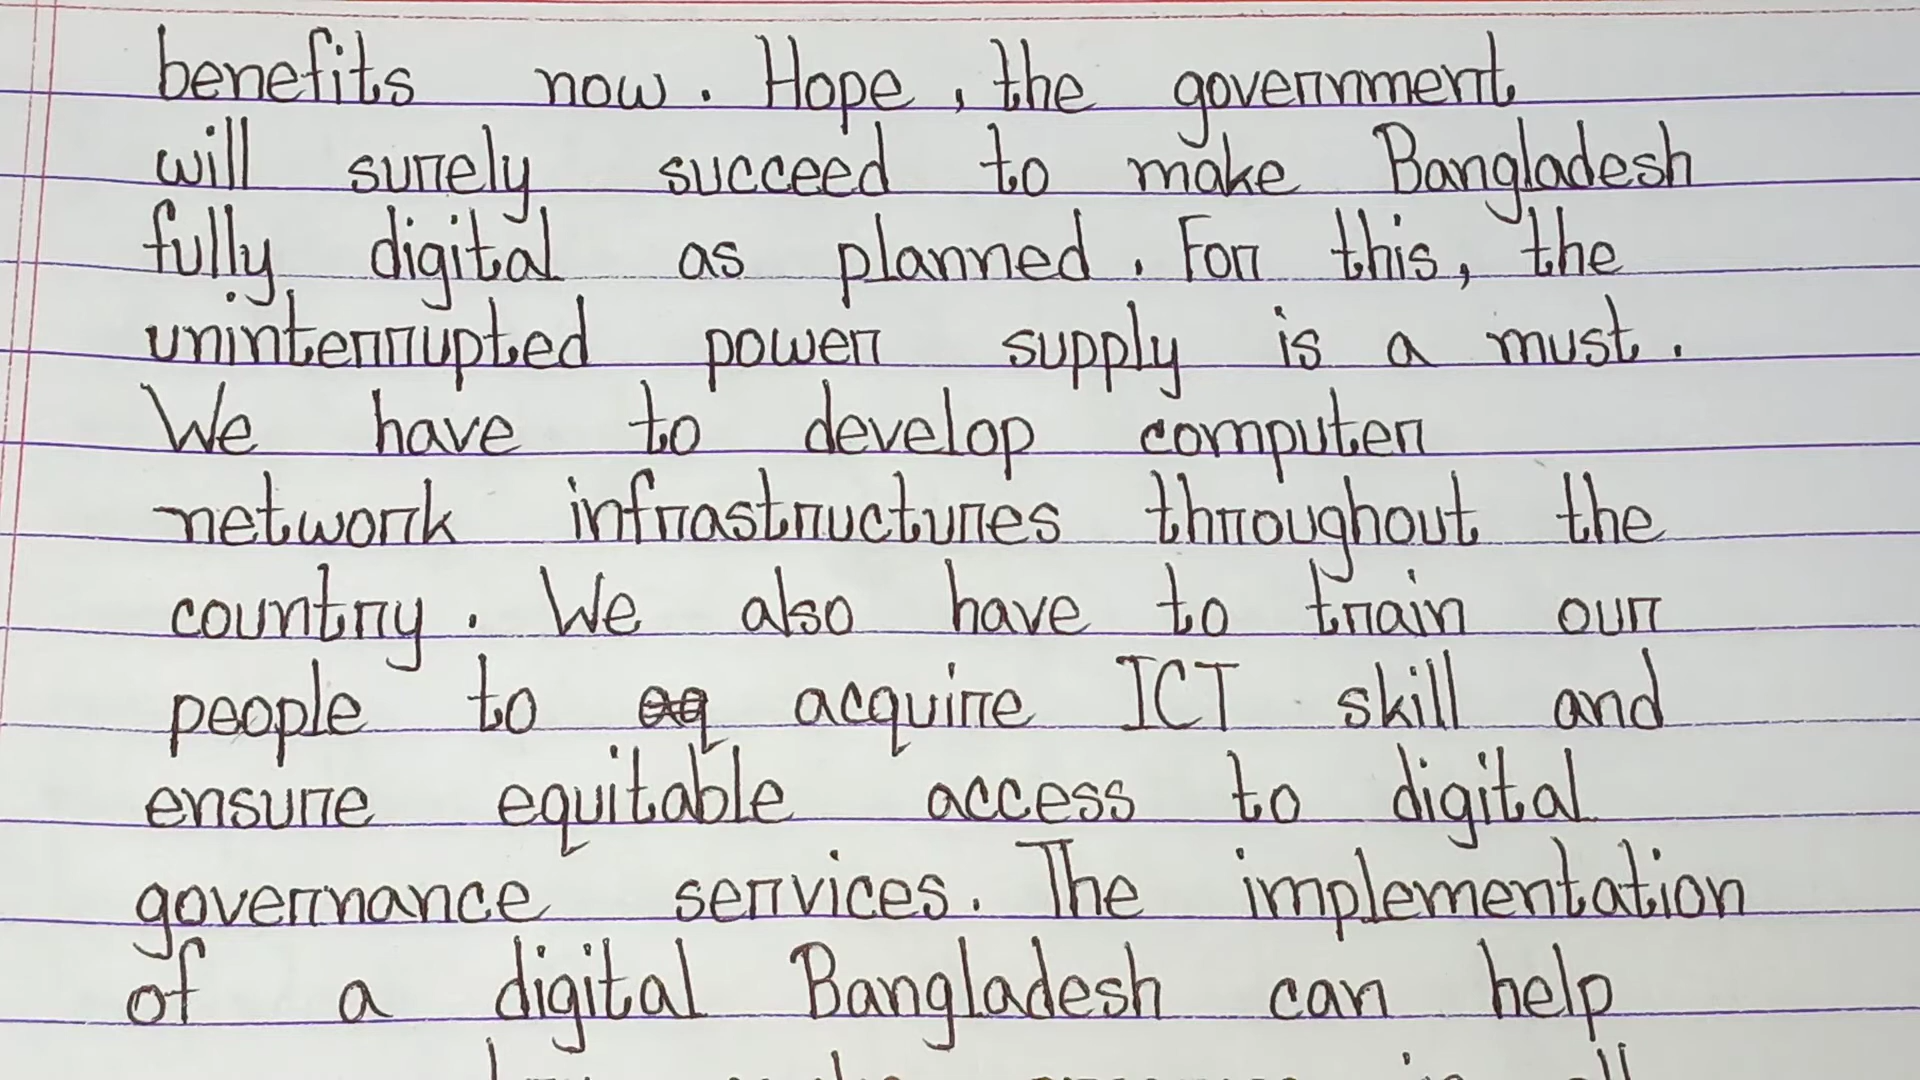 benefits now. Hope, the government
will surely succeed to make Bangladesh
fully digital as planned. For this, the
uninterrupted power supply is a must.
We have to develop computer
network infrastructures throughout the
country. We also have to train our
people to acquire ICT skill and
ensure equitable access to digital
governance services. The implementation
of a digital Bangladesh can help